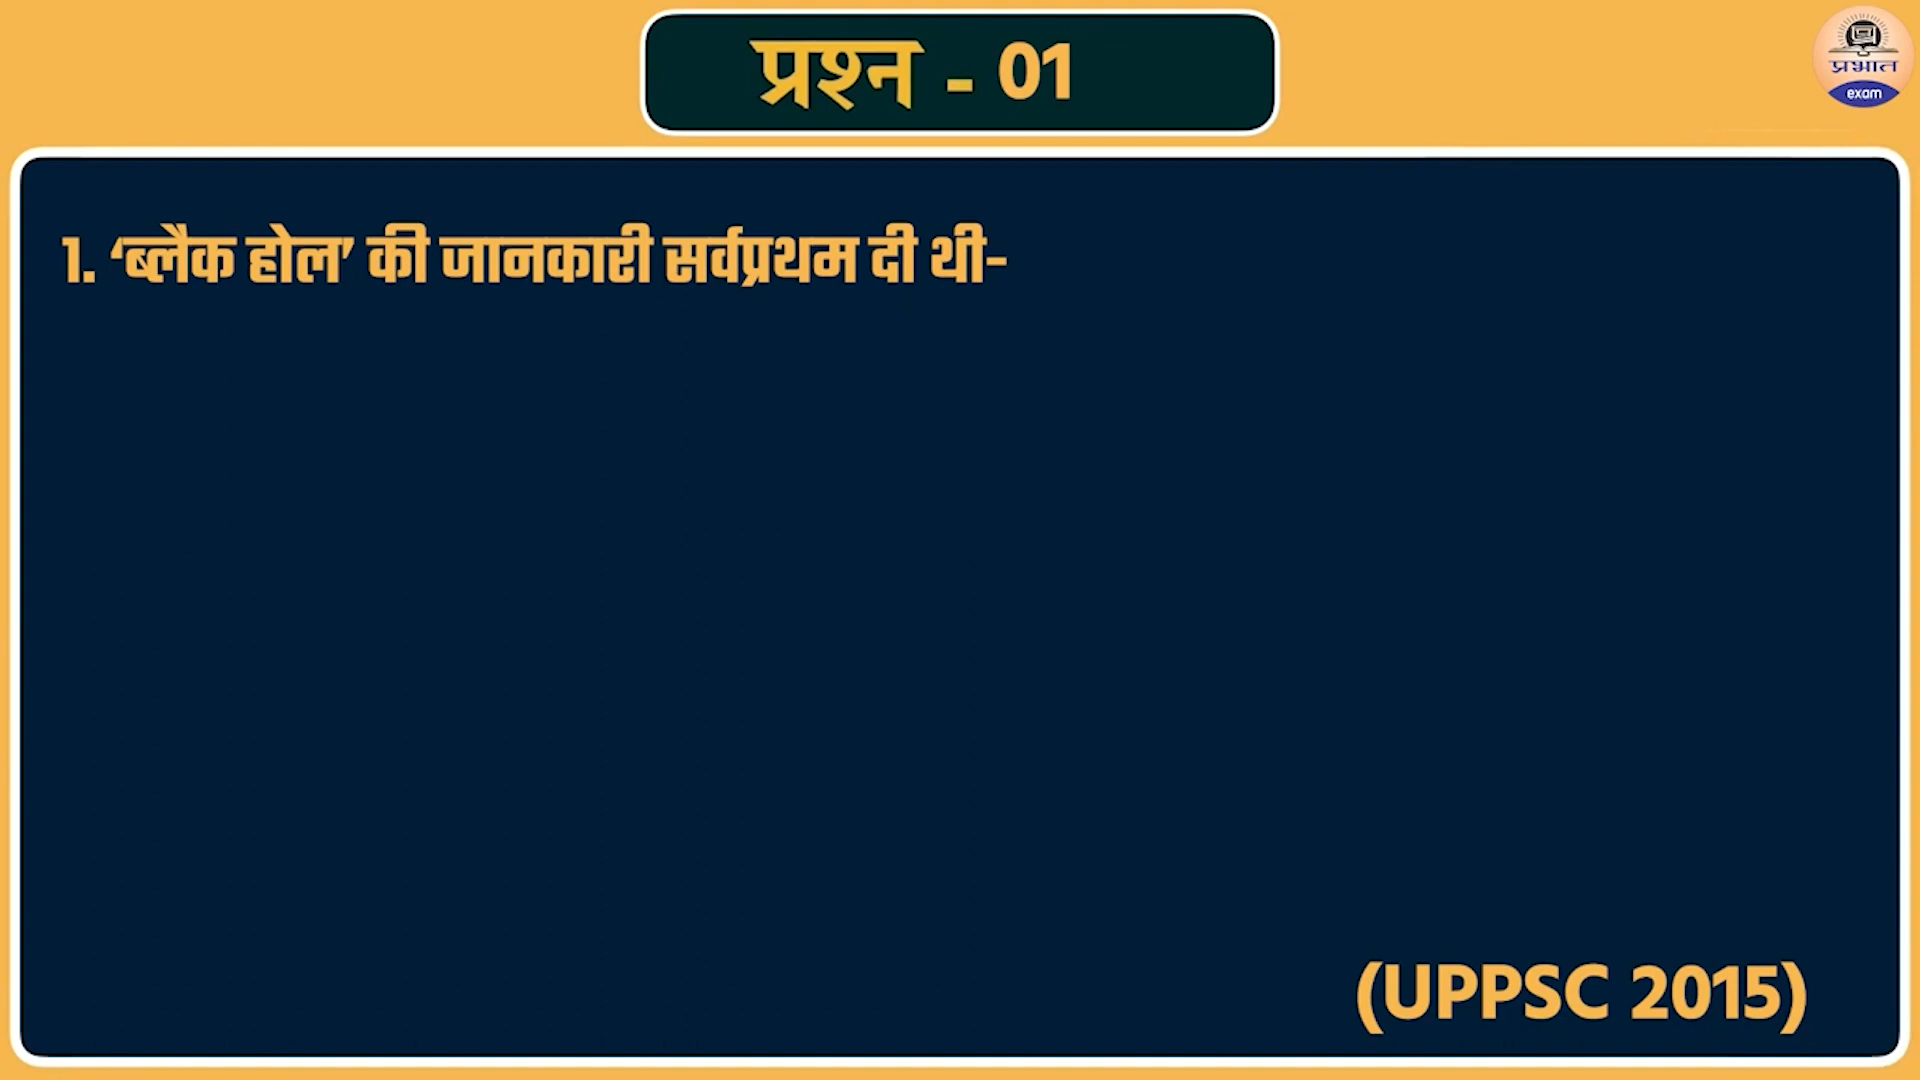 प्रश्न - 01
प्रभात
exam
1. ‘ब्लैक होल’ की जानकारी सर्वप्रथम दी थी-
(UPPSC 2015)